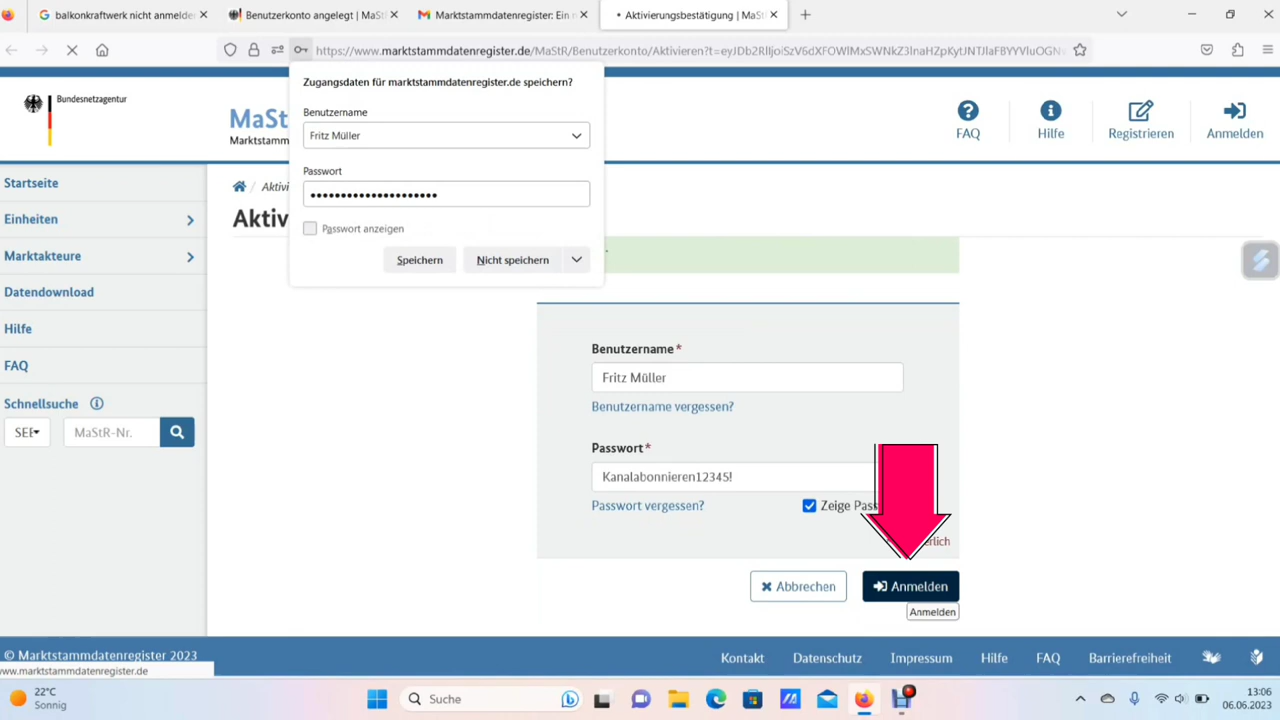 balkonkraftwerk nicht anmelden
Benutzerkonto angelegt | MaSt
Marktstammdatenregister: Ein n
Aktivierungsbestätigung | MaSt
https://www.marktstammdatenregister.de/MaStR/Benutzerkonto/Aktivieren?
Bundesnetzagentur
MaSt
Marktstamm
FAQ
Hilfe
Registrieren
Anmelden
Zugangsdaten für marktstammdatenregister.de speichern?
Benutzername
Fritz Müller
Passwort
•••••••••••••••••••••
Passwort anzeigen
Speichern
Nicht speichern
Startseite
Einheiten
Marktakteure
Datendownload
Hilfe
FAQ
Schnellsuche
MaStR-Nr.
Aktivi
Aktiv
Benutzername*
Fritz Müller
Benutzername vergessen?
Passwort*
Kanalabonnieren12345!
Passwort vergessen?
Zeige Pass
erlich
Abbrechen
Anmelden
Anmelden
© Marktstammdatenregister 2023
www.marktstammdatenregister.de
Kontakt
Datenschutz
Impressum
Hilfe
FAQ
Barrierefreiheit
22°C
Sonnig
Suche
13:06
06.06.2023